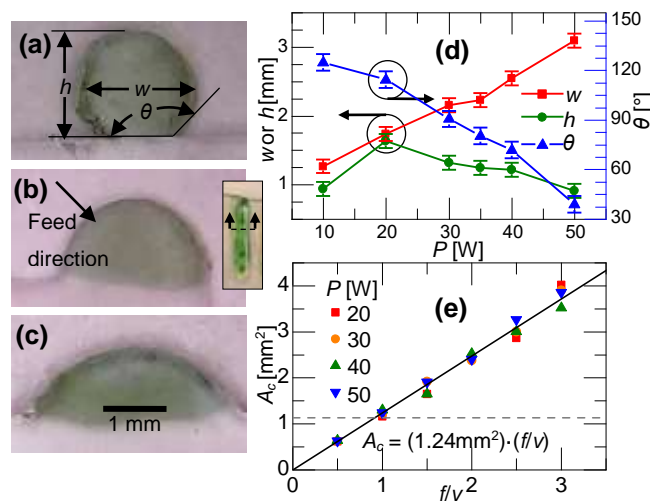 (a)
h
w
θ
(b)
Feed
direction
(c)
1 mm
(d)
w or h [mm]
3
2
1
w
h
θ
150
120
90
60
30
θ [°]
10 20 30 40 50
P [W]
(e)
P [W]
20
30
40
50
A_c [mm²]
4
3
2
1
0
A_c = (1.24mm²)·(f/v)
0 1 2 3
f/v